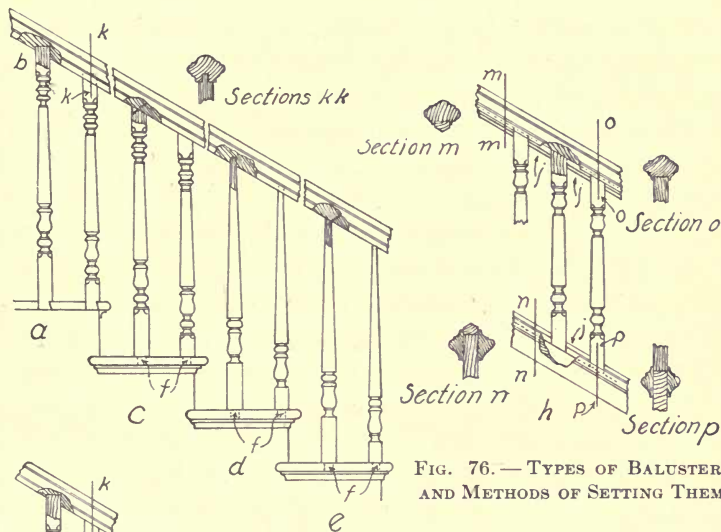 k
b
k
Sections kk
m
m
Section m
o
j
j
o
Section o
a
n
n
j
p
Section n
h
p
Section p
f
c
f
d
f
e
k
FIG. 76. — TYPES OF BALUSTER
AND METHODS OF SETTING THEM